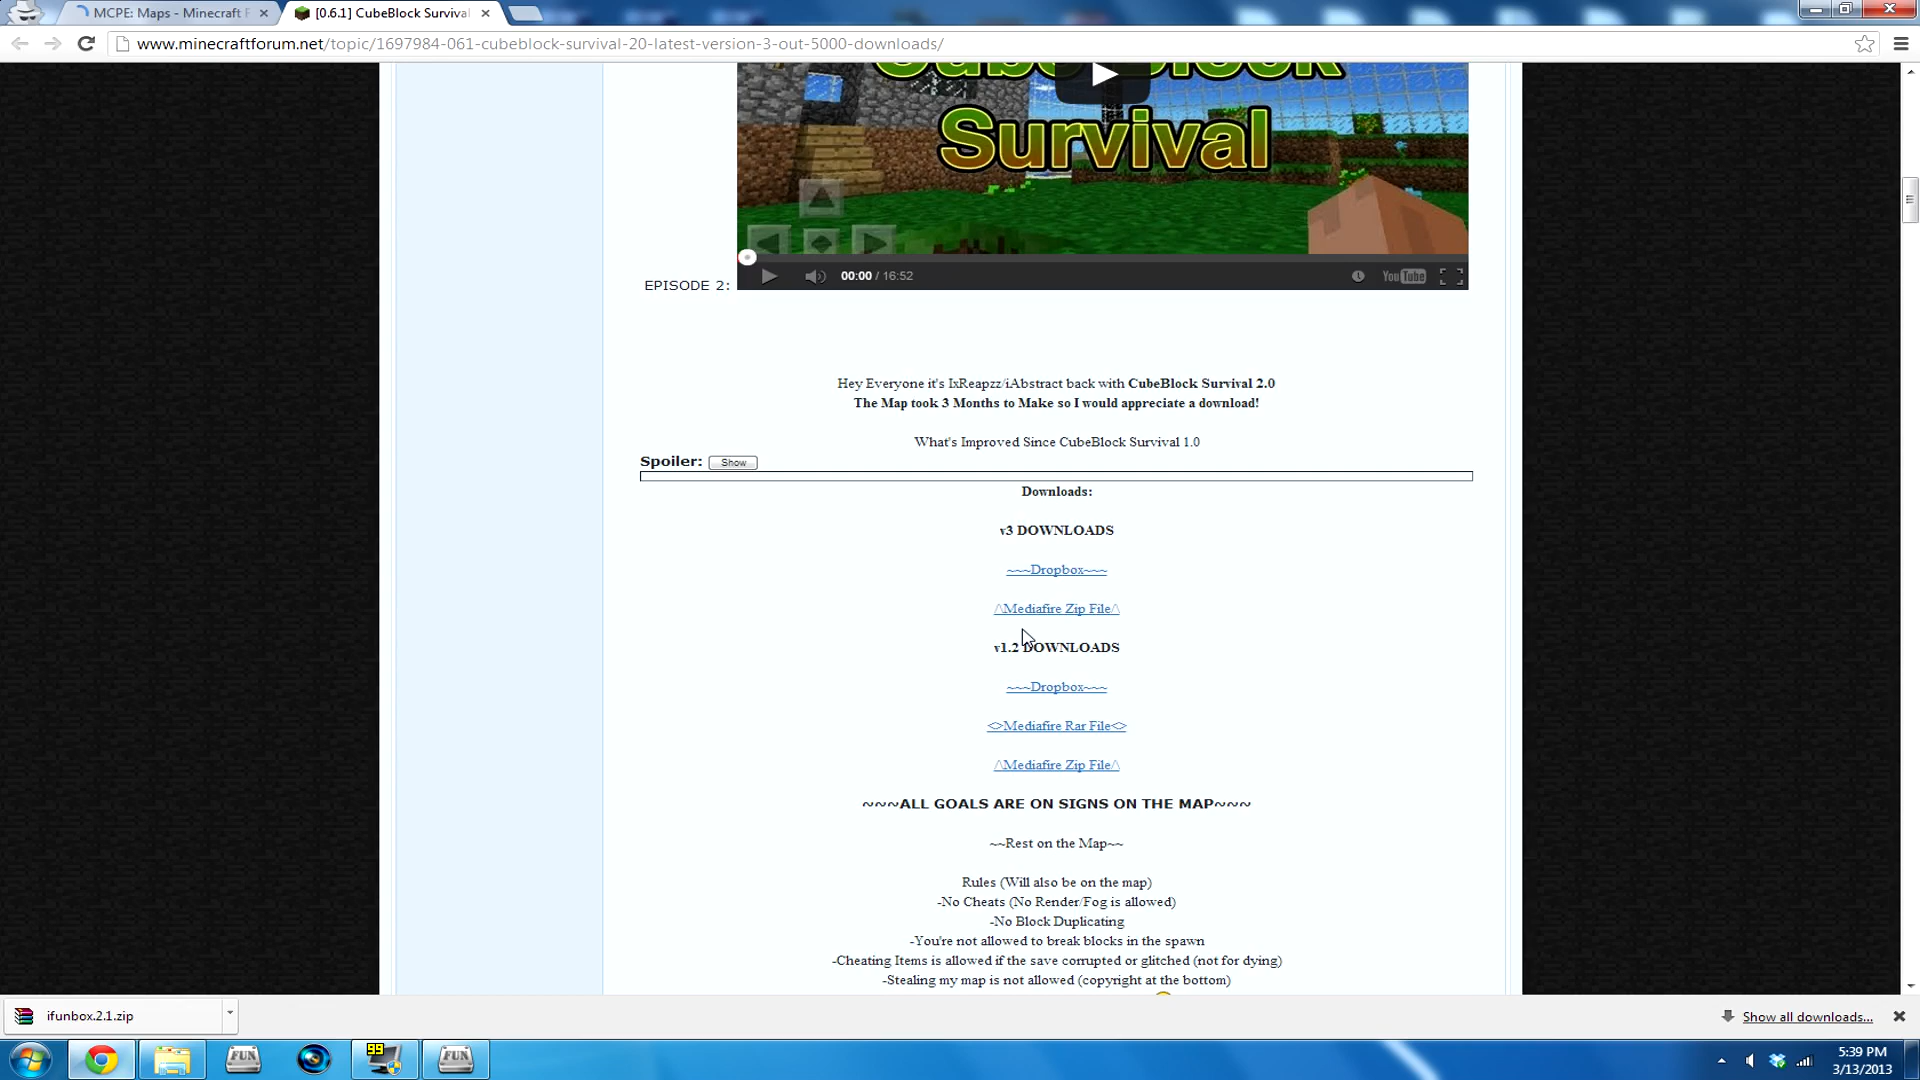 MCPE: Maps - Minecraft F
[0.6.1] CubeBlock Survival
www.minecraftforum.net/topic/1697984-061-cubeblock-survival-20-latest-version-3-out-5000-downloads/
Survival
00:00 / 16:52
YouTube
EPISODE 2:
Hey Everyone it's IxReapzz/iAbstract back with CubeBlock Survival 2.0
The Map took 3 Months to Make so I would appreciate a download!
What's Improved Since CubeBlock Survival 1.0
Spoiler: Show
Downloads:
v3 DOWNLOADS
~~~Dropbox~~~
/\Mediafire Zip File/\
v1.2 DOWNLOADS
~~~Dropbox~~~
<>Mediafire Rar File<>
/\Mediafire Zip File/\
~~~ALL GOALS ARE ON SIGNS ON THE MAP~~~
~~Rest on the Map~~
Rules (Will also be on the map)
-No Cheats (No Render/Fog is allowed)
-No Block Duplicating
-You're not allowed to break blocks in the spawn
-Cheating Items is allowed if the save corrupted or glitched (not for dying)
-Stealing my map is not allowed (copyright at the bottom)
ifunbox.2.1.zip
Show all downloads...
FUN
99
FUN
5:39 PM
3/13/2013